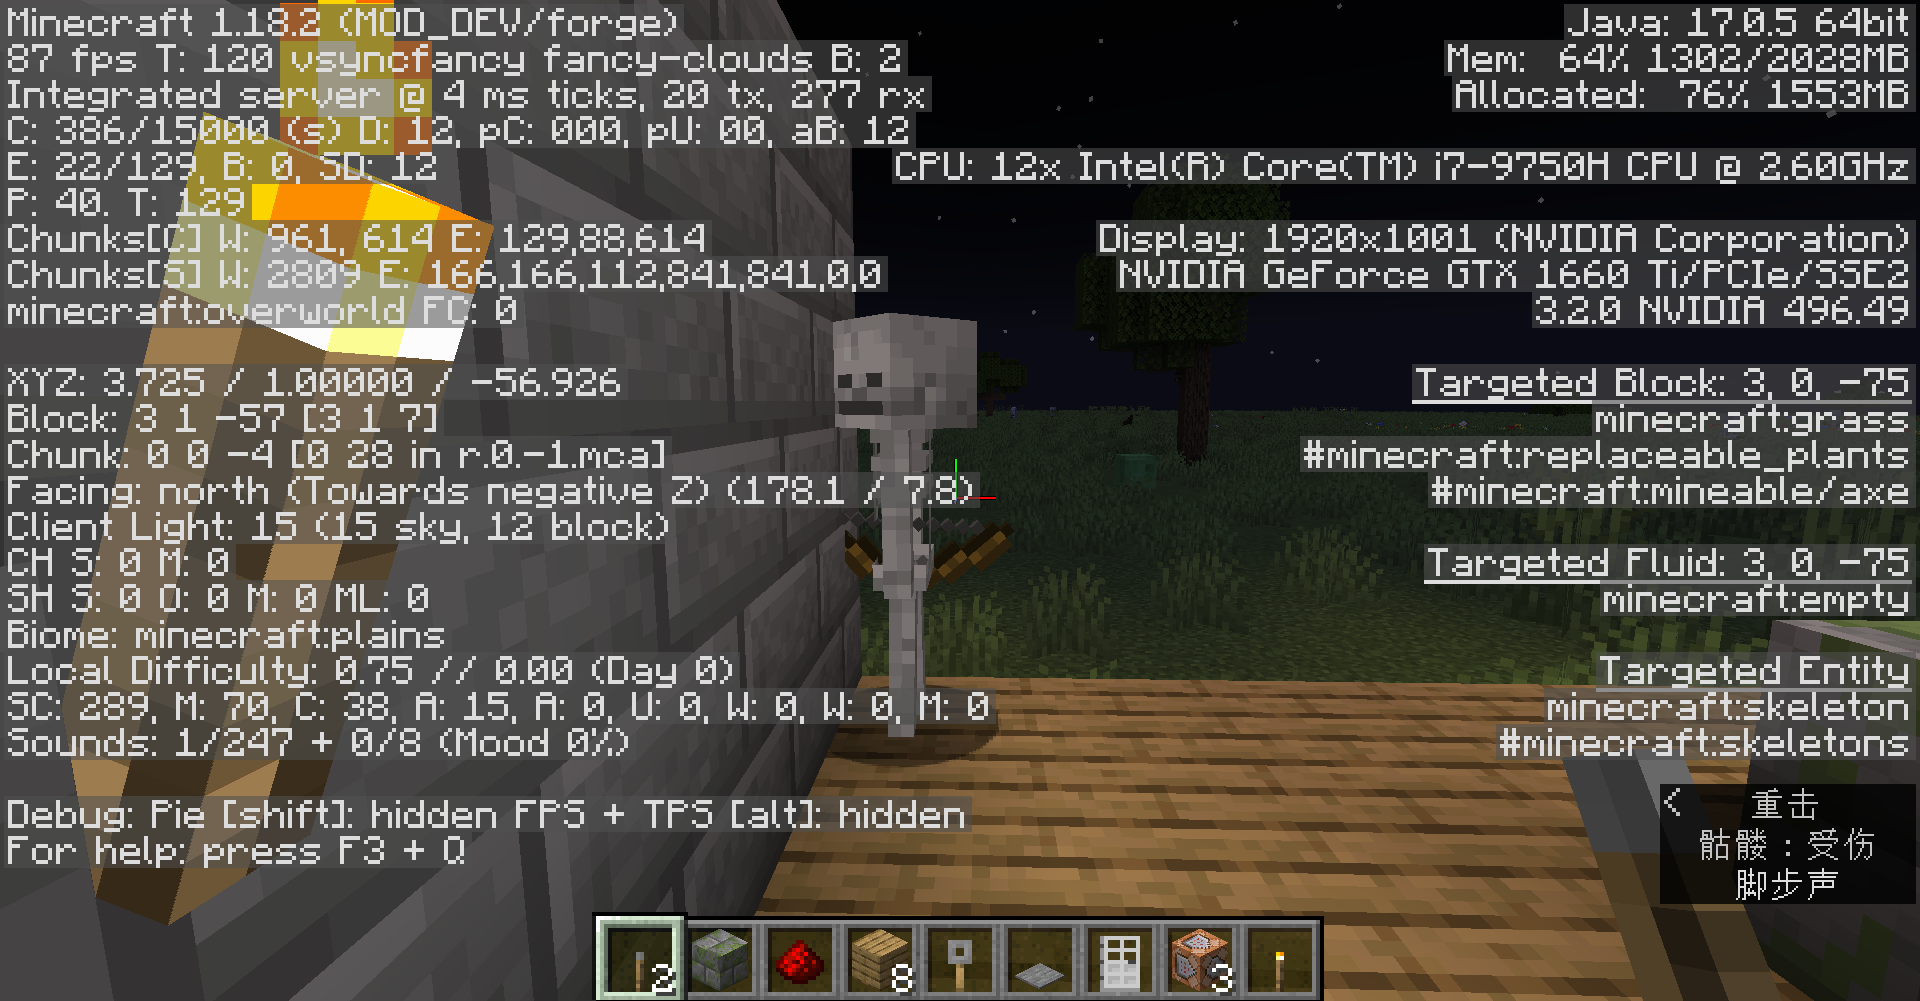 Minecraft 1.18.2 (MOD_DEV/forge)
87 fps T: 120 vsyncfancy fancy-clouds B: 2
Integrated server @ 4 ms ticks, 20 tx, 277 rx
C: 386/15000 (s) D: 12, pC: 000, pU: 00, aB: 12
E: 22/129, B: 0, SD: 12
P: 40. T: 129
Chunks[C] W: 961, 614 E: 129,88,614
Chunks[S] W: 2809 E: 166,166,112,841,841,0,0
minecraft:overworld FC: 0
XYZ: 3.725 / 1.00000 / -56.926
Block: 3 1 -57 [3 1 7]
Chunk: 0 0 -4 [0 28 in r.0.-1.mca]
Facing: north (Towards negative Z) (178.1 / 7.8)
Client Light: 15 (15 sky, 12 block)
CH S: 0 M: 0
SH S: 0 O: 0 M: 0 ML: 0
Biome: minecraft:plains
Local Difficulty: 0.75 // 0.00 (Day 0)
SC: 289, M: 70, C: 38, A: 15, A: 0, U: 0, W: 0, W: 0, M: 0
Sounds: 1/247 + 0/8 (Mood 0%)
Debug: Pie [shift]: hidden FPS + TPS [alt]: hidden
For help: press F3 + Q
Java: 17.0.5 64bit
Mem: 64% 1302/2028MB
Allocated: 76% 1553MB
CPU: 12x Intel(R) Core(TM) i7-9750H CPU @ 2.60GHz
Display: 1920x1001 (NVIDIA Corporation)
NVIDIA GeForce GTX 1660 Ti/PCIe/SSE2
3.2.0 NVIDIA 496.49
Targeted Block: 3, 0, -75
minecraft:grass
#minecraft:replaceable_plants
#minecraft:mineable/axe
Targeted Fluid: 3, 0, -75
minecraft:empty
Targeted Entity
minecraft:skeleton
#minecraft:skeletons
< 重击
骷髅：受伤
脚步声
2
8
3